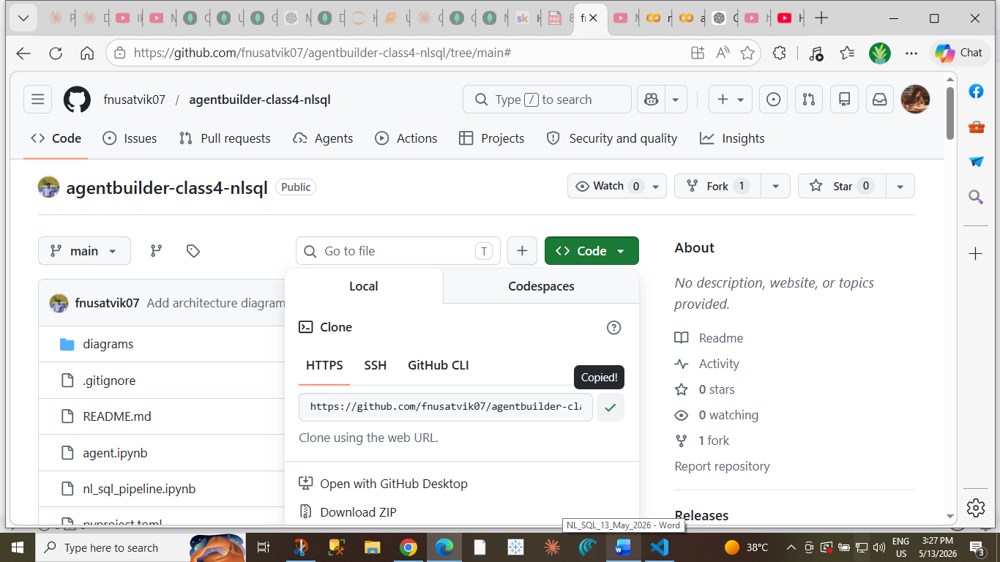 https://github.com/fnusatvik07/agentbuilder-class4-nlsql/tree/main#
Chat
fnusatvik07 / agentbuilder-class4-nlsql
Type / to search
Code
Issues
Pull requests
Agents
Actions
Projects
Security and quality
Insights
agentbuilder-class4-nlsql
Public
Watch 0
Fork 1
Star 0
main
Go to file
T
Code
About
No description, website, or topics
provided.
Readme
Activity
0 stars
0 watching
1 fork
Report repository
Releases
fnusatvik07 Add architecture diagram
diagrams
.gitignore
README.md
agent.ipynb
nl_sql_pipeline.ipynb
pyproject.toml
Local
Codespaces
Clone
HTTPS
SSH
GitHub CLI
Copied!
https://github.com/fnusatvik07/agentbuilder-cla
Clone using the web URL.
Open with GitHub Desktop
Download ZIP
NL_SQL_13_May_2026 - Word
Type here to search
38°C
ENG
US
3:27 PM
5/13/2026
3